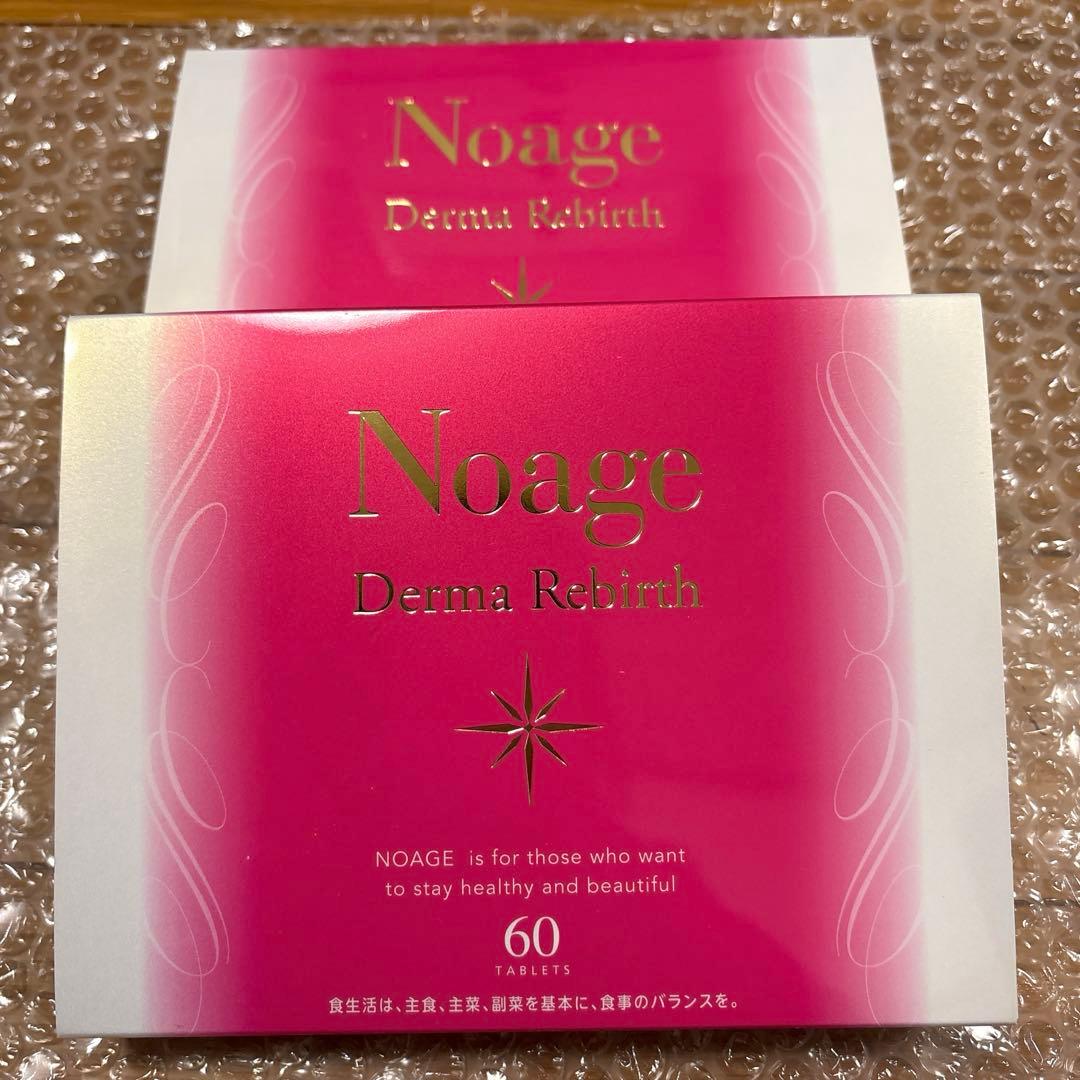 Noage
Derma Rebirth
Noage
Derma Rebirth
NOAGE is for those who want
to stay healthy and beautiful
60
TABLETS
食生活は、主食、主菜、副菜を基本に、食事のバランスを。